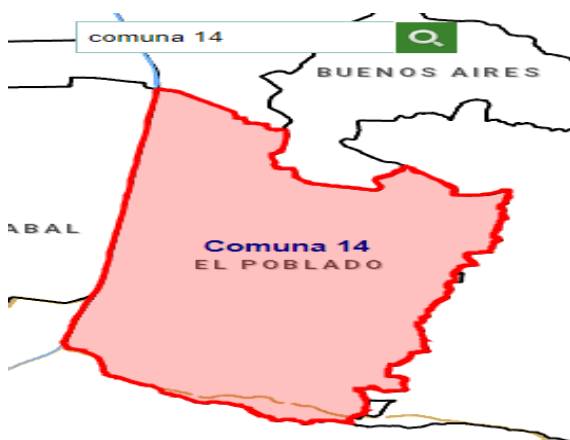 comuna 14
BUENOS AIRES
ABAL
Comuna 14
EL POBLADO